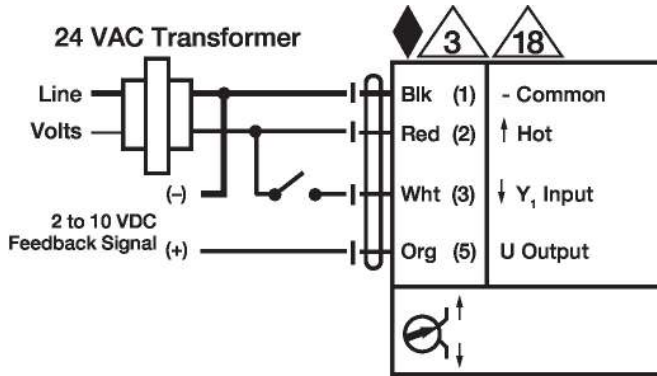 24 VAC Transformer
3
18
Line
Volts
Blk (1) - Common
Red (2) Hot
(-)
Wht (3) Y₁ Input
2 to 10 VDC
Feedback Signal (+)
Org (5) U Output